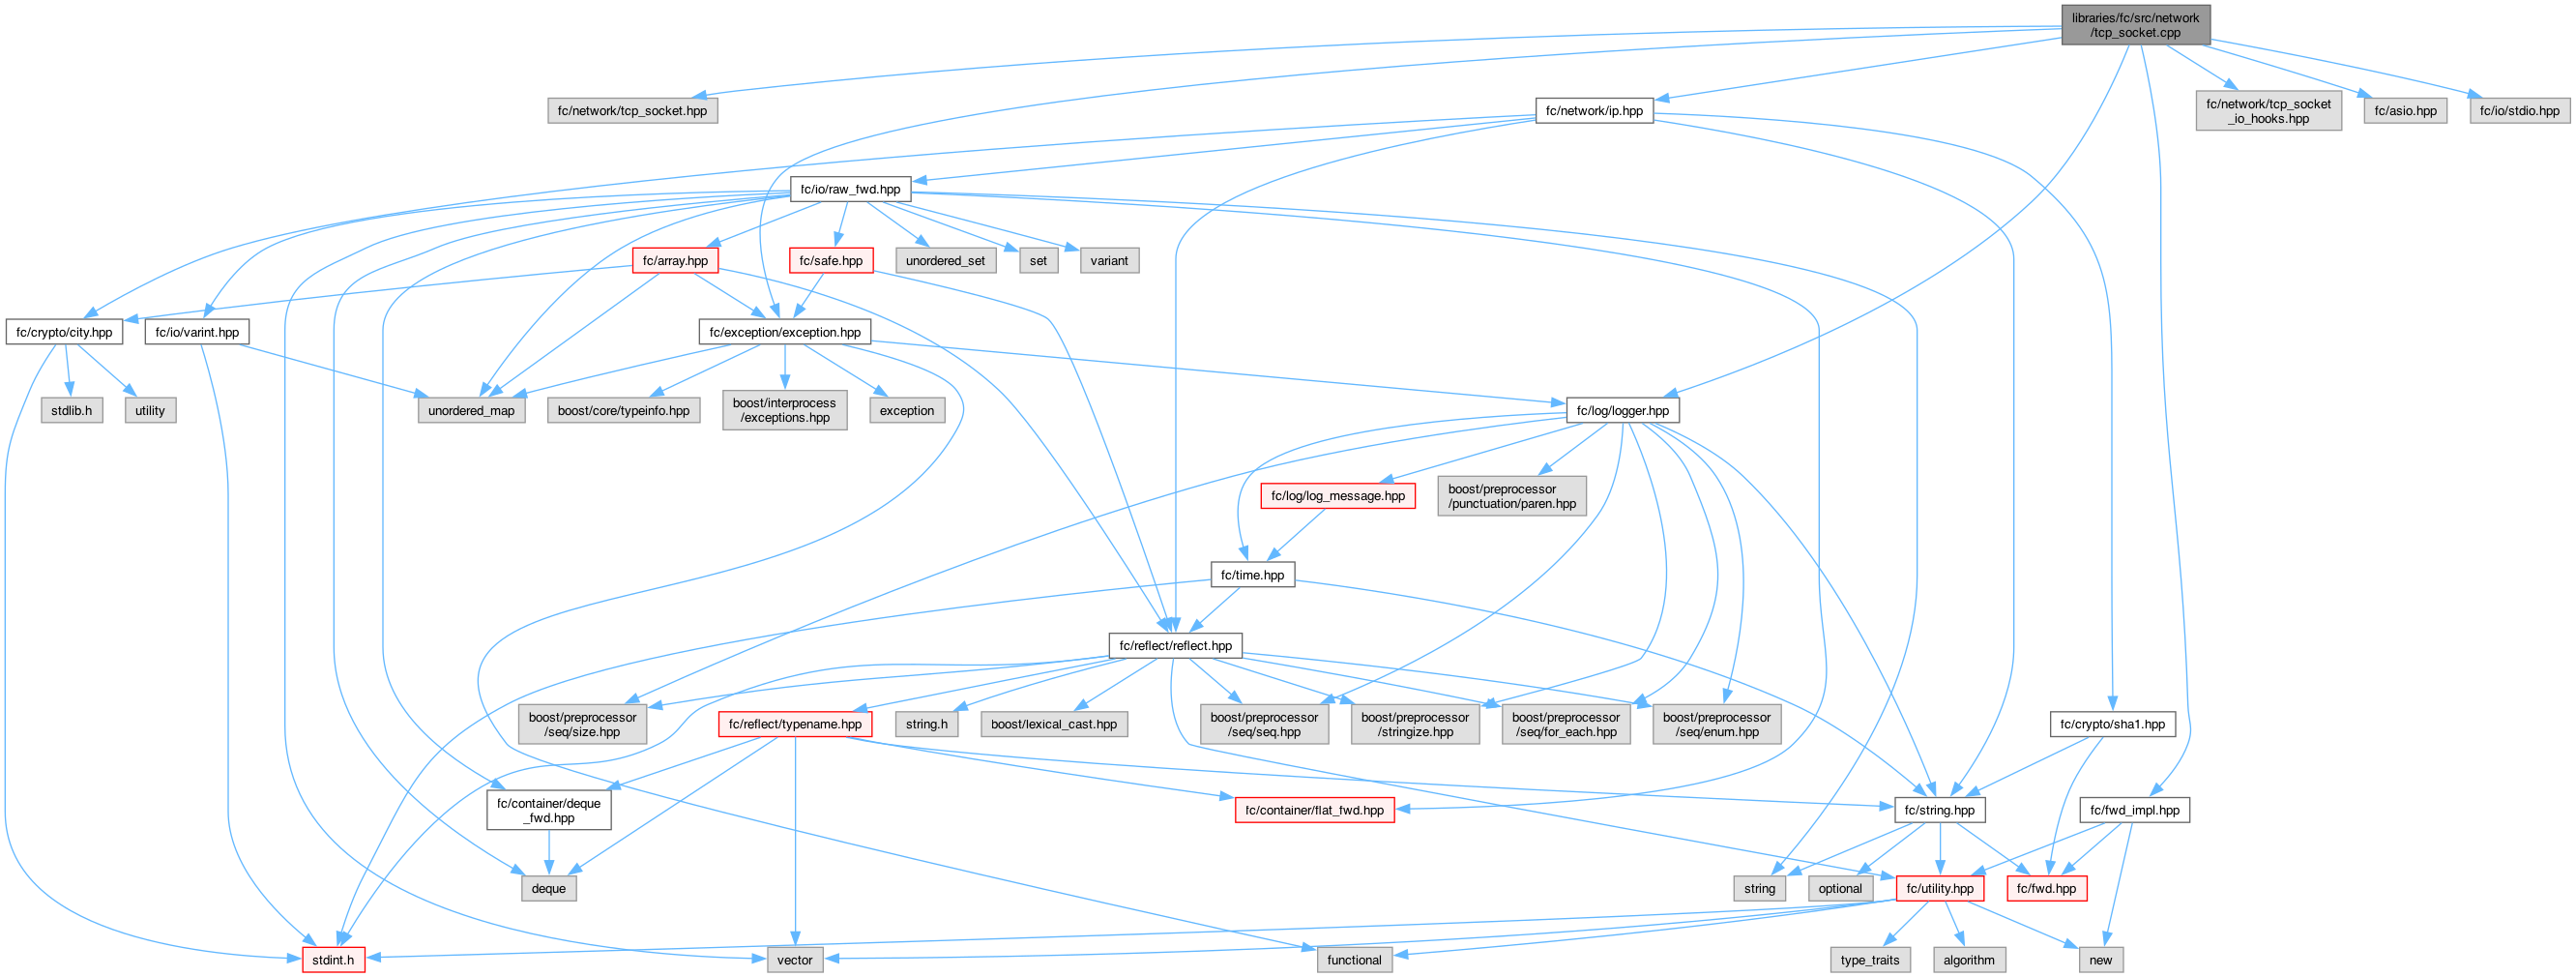 libraries/fc/src/network
/tcp_socket.cpp
fc/network/tcp_socket.hpp
fc/network/ip.hpp
fc/network/tcp_socket
_io_hooks.hpp
fc/asio.hpp
fc/io/stdio.hpp
fc/io/raw_fwd.hpp
fc/array.hpp
fc/safe.hpp
unordered_set
set
variant
fc/crypto/city.hpp
fc/io/varint.hpp
fc/exception/exception.hpp
stdlib.h
utility
unordered_map
boost/core/typeinfo.hpp
boost/interprocess
/exceptions.hpp
exception
fc/log/logger.hpp
fc/log/log_message.hpp
boost/preprocessor
/punctuation/paren.hpp
fc/time.hpp
fc/reflect/reflect.hpp
boost/preprocessor
/seq/size.hpp
fc/reflect/typename.hpp
string.h
boost/lexical_cast.hpp
boost/preprocessor
/seq/seq.hpp
boost/preprocessor
/stringize.hpp
boost/preprocessor
/seq/for_each.hpp
boost/preprocessor
/seq/enum.hpp
fc/crypto/sha1.hpp
fc/container/deque
_fwd.hpp
fc/container/flat_fwd.hpp
fc/string.hpp
fc/fwd_impl.hpp
deque
string
optional
fc/utility.hpp
fc/fwd.hpp
stdint.h
vector
functional
type_traits
algorithm
new